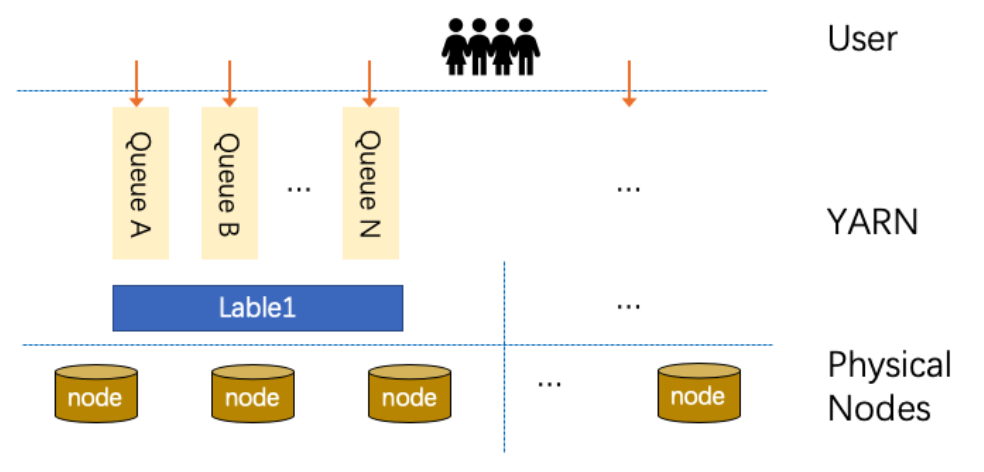 User
Queue A
Queue B
...
Queue N
...
YARN
Lable1
...
Physical
Nodes
node
node
node
...
node